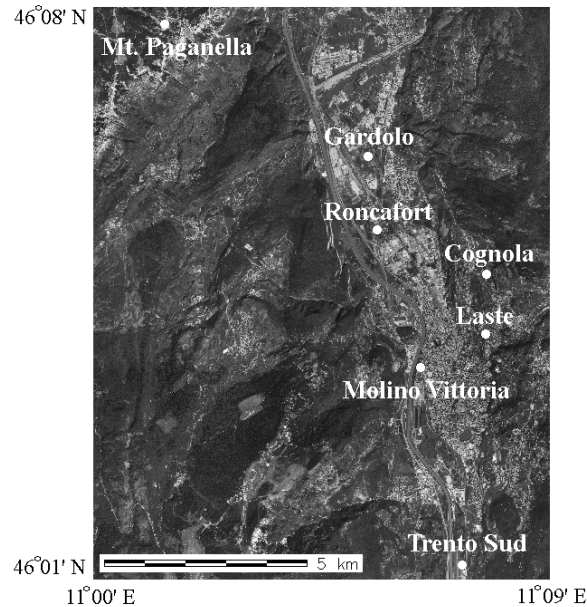 46°08' N
Mt. Paganella
Gardolo
Roncafort
Cognola
Laste
Molino Vittoria
Trento Sud
5 km
46°01' N
11°00' E
11°09' E